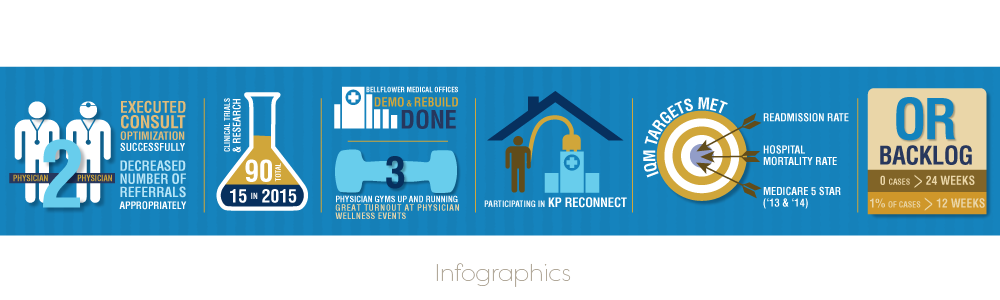 PHYSICIAN 2 PHYSICIAN
EXECUTED
CONSULT
OPTIMIZATION
SUCCESSFULLY
DECREASED
NUMBER OF
REFERRALS
APPROPRIATELY
CLINICAL TRIALS
& RESEARCH
90 TOTAL
15 IN 2015
BELLFLOWER MEDICAL OFFICES
DEMO & REBUILD
DONE
3
PHYSICIAN GYMS UP AND RUNNING
GREAT TURNOUT AT PHYSICIAN
WELLNESS EVENTS
PARTICIPATING IN KP RECONNECT
IQM TARGETS MET
READMISSION RATE
HOSPITAL
MORTALITY RATE
MEDICARE 5 STAR
('13 & '14)
OR
BACKLOG
0 CASES > 24 WEEKS
1% OF CASES > 12 WEEKS
Infographics